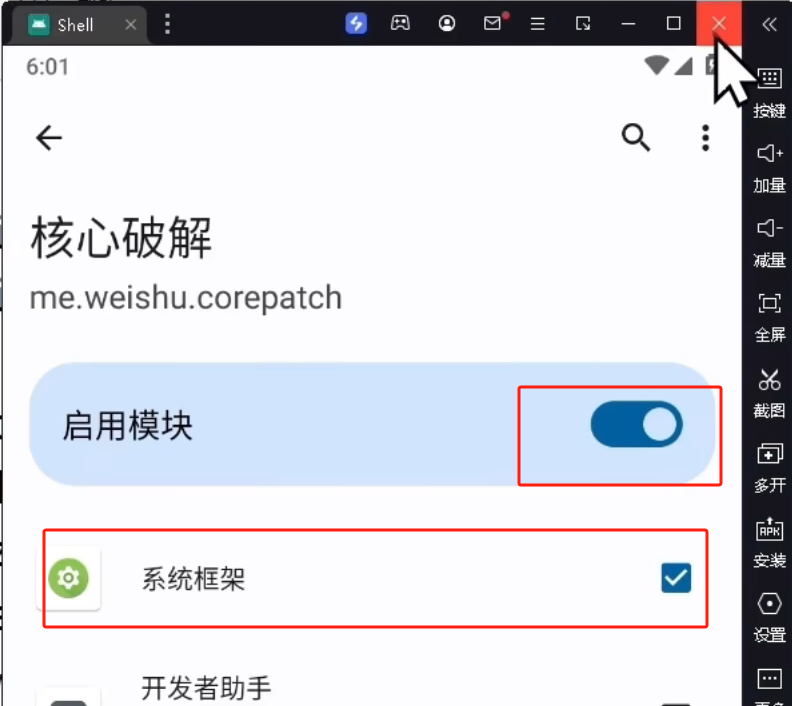 Shell
6:01
按键
加量
核心破解
减量
me.weishu.corepatch
全屏
启用模块
截图
多开
APK
安装
系统框架
设置
开发者助手